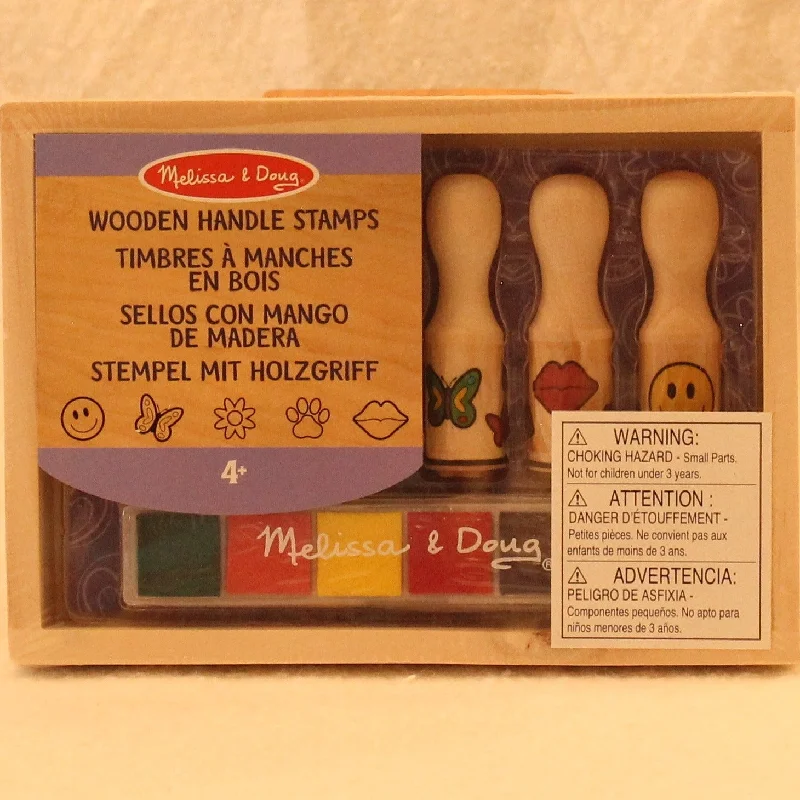 Melissa & Doug
WOODEN HANDLE STAMPS
TIMBRES À MANCHES
EN BOIS
SELLOS CON MANGO
DE MADERA
STEMPEL MIT HOLZGRIFF
4+
Melissa & Doug®
WARNING:
CHOKING HAZARD - Small Parts.
Not for children under 3 years.
ATTENTION :
DANGER D'ÉTOUFFEMENT -
Petites pièces. Ne convient pas aux
enfants de moins de 3 ans.
ADVERTENCIA:
PELIGRO DE ASFIXIA -
Componentes pequeños. No apto para
niños menores de 3 años.